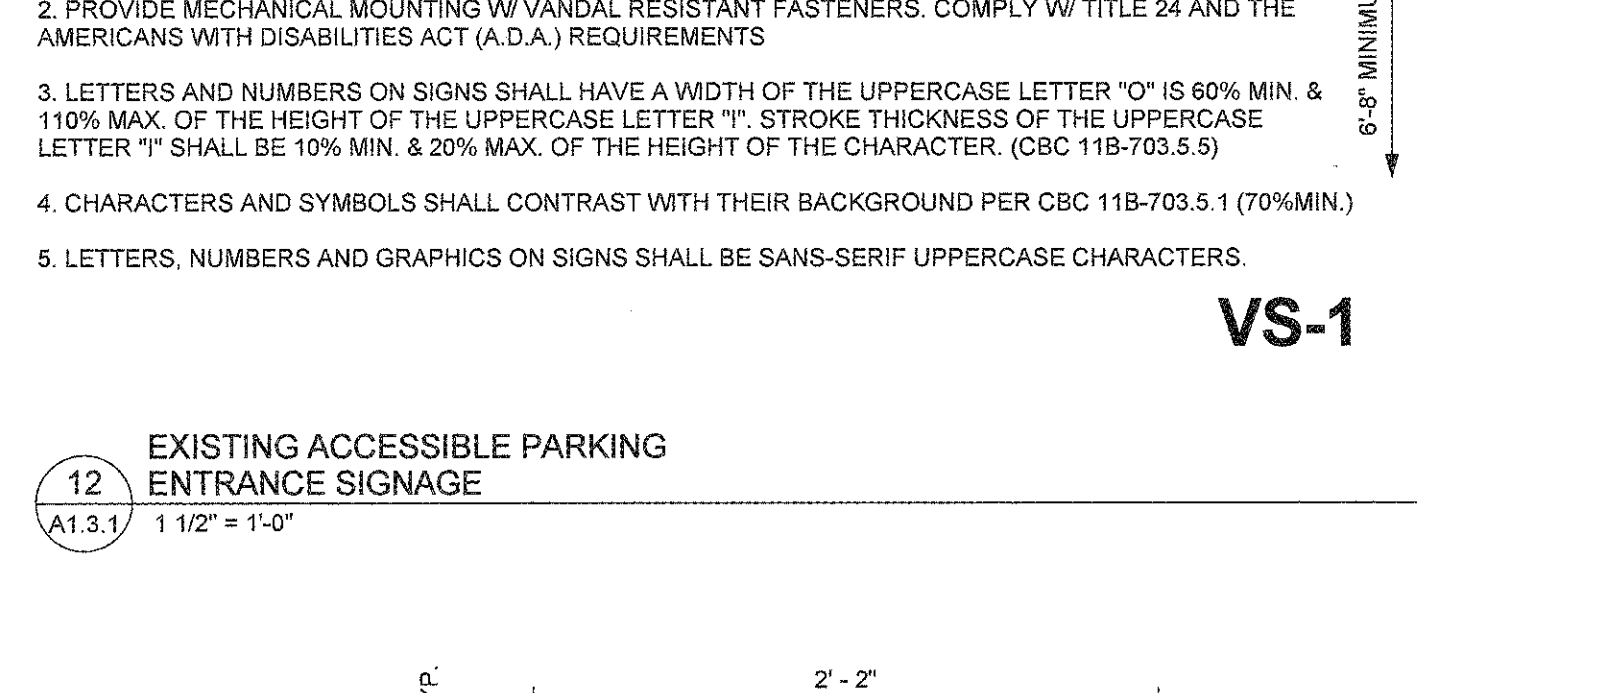 2. PROVIDE MECHANICAL MOUNTING W/ VANDAL RESISTANT FASTENERS. COMPLY W/ TITLE 24 AND THE
AMERICANS WITH DISABILITIES ACT (A.D.A.) REQUIREMENTS
3. LETTERS AND NUMBERS ON SIGNS SHALL HAVE A WIDTH OF THE UPPERCASE LETTER "O" IS 60% MIN. &
110% MAX. OF THE HEIGHT OF THE UPPERCASE LETTER "I". STROKE THICKNESS OF THE UPPERCASE
LETTER "I" SHALL BE 10% MIN. & 20% MAX. OF THE HEIGHT OF THE CHARACTER. (CBC 11B-703.5.5)
4. CHARACTERS AND SYMBOLS SHALL CONTRAST WITH THEIR BACKGROUND PER CBC 11B-703.5.1 (70%MIN.)
5. LETTERS, NUMBERS AND GRAPHICS ON SIGNS SHALL BE SANS-SERIF UPPERCASE CHARACTERS.
6'-8"
VS-1
EXISTING ACCESSIBLE PARKING
12 ENTRANCE SIGNAGE
A1.3.1 1 1/2" = 1'-0"
2' - 2"